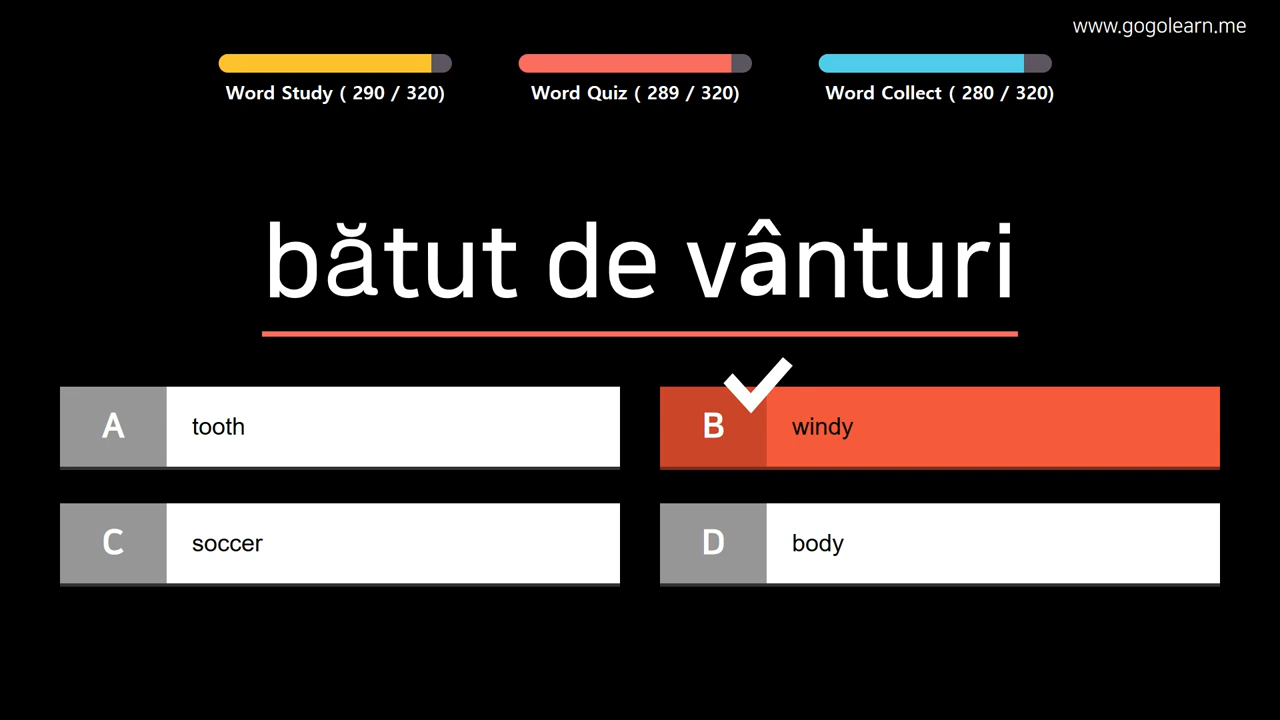 www.gogolearn.me
Word Study ( 290 / 320)
Word Quiz ( 289 / 320)
Word Collect ( 280 / 320)
bătut de vânturi
A tooth
B windy
C soccer
D body